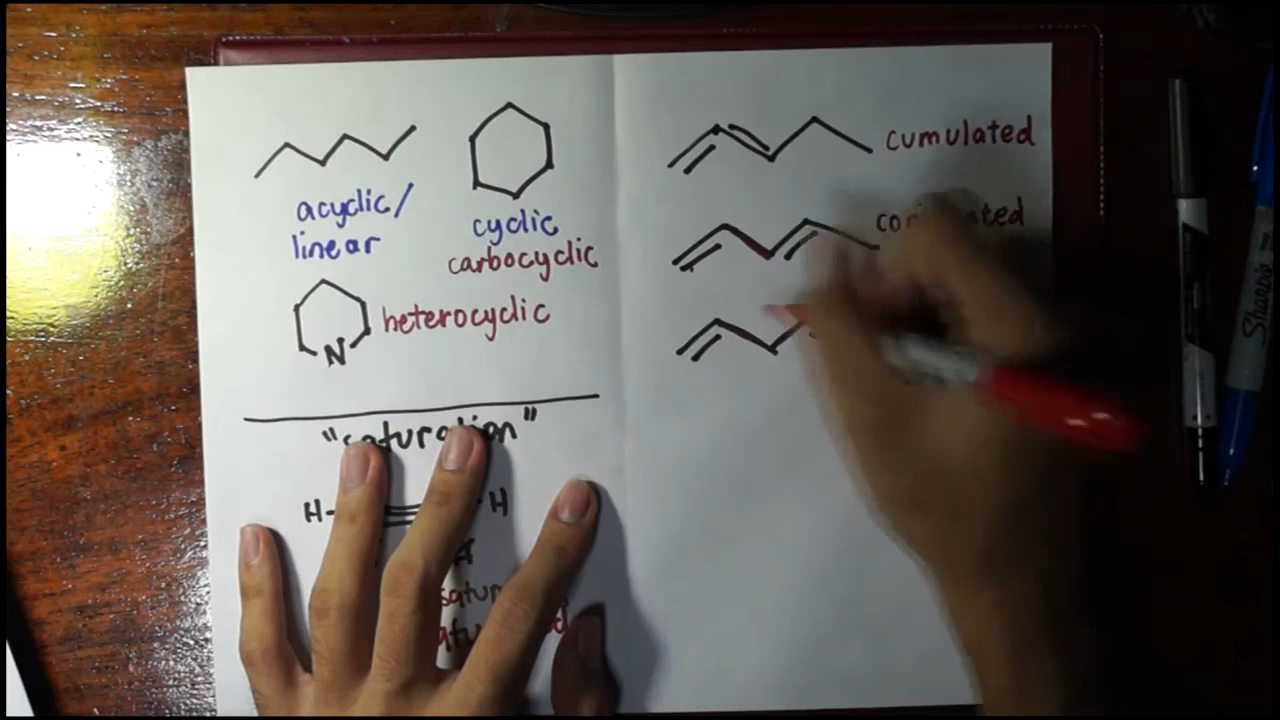 acyclic/
linear
cyclic
carbocyclic
N
heterocyclic
"saturation"
H
H
cumulated
Sharpie